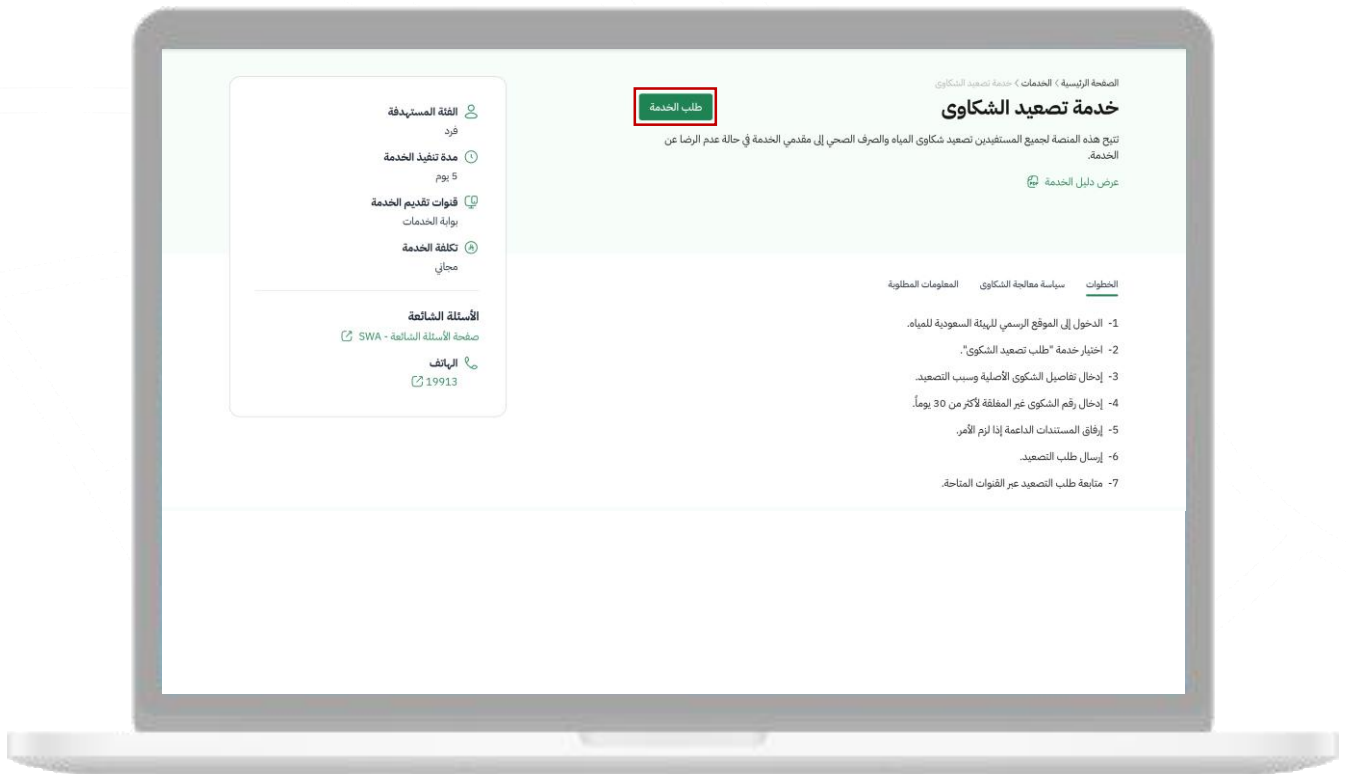 الصفحة الرئيسية > الخدمات > خدمة تصعيد الشكاوى
خدمة تصعيد الشكاوى
طلب الخدمة
تتيح هذه المنصة لجميع المستفيدين تصعيد شكاوى المياه والصرف الصحي إلى مقدمي الخدمة في حالة عدم الرضا عن
الخدمة.
عرض دليل الخدمة PDF
الخطوات سياسة معالجة الشكاوى المعلومات المطلوبة
1- الدخول إلى الموقع الرسمي للهيئة السعودية للمياه.
2- اختيار خدمة "طلب تصعيد الشكوى".
3- إدخال تفاصيل الشكوى الأصلية وسبب التصعيد.
4- إدخال رقم الشكوى غير المغلقة لأكثر من 30 يوماً.
5- إرفاق المستندات الداعمة إذا لزم الأمر.
6- إرسال طلب التصعيد.
7- متابعة طلب التصعيد عبر القنوات المتاحة.
الفئة المستهدفة
فرد
مدة تنفيذ الخدمة
5 يوم
قنوات تقديم الخدمة
بوابة الخدمات
تكلفة الخدمة
مجاني
الأسئلة الشائعة
صفحة الأسئلة الشائعة - SWA
الهاتف
19913